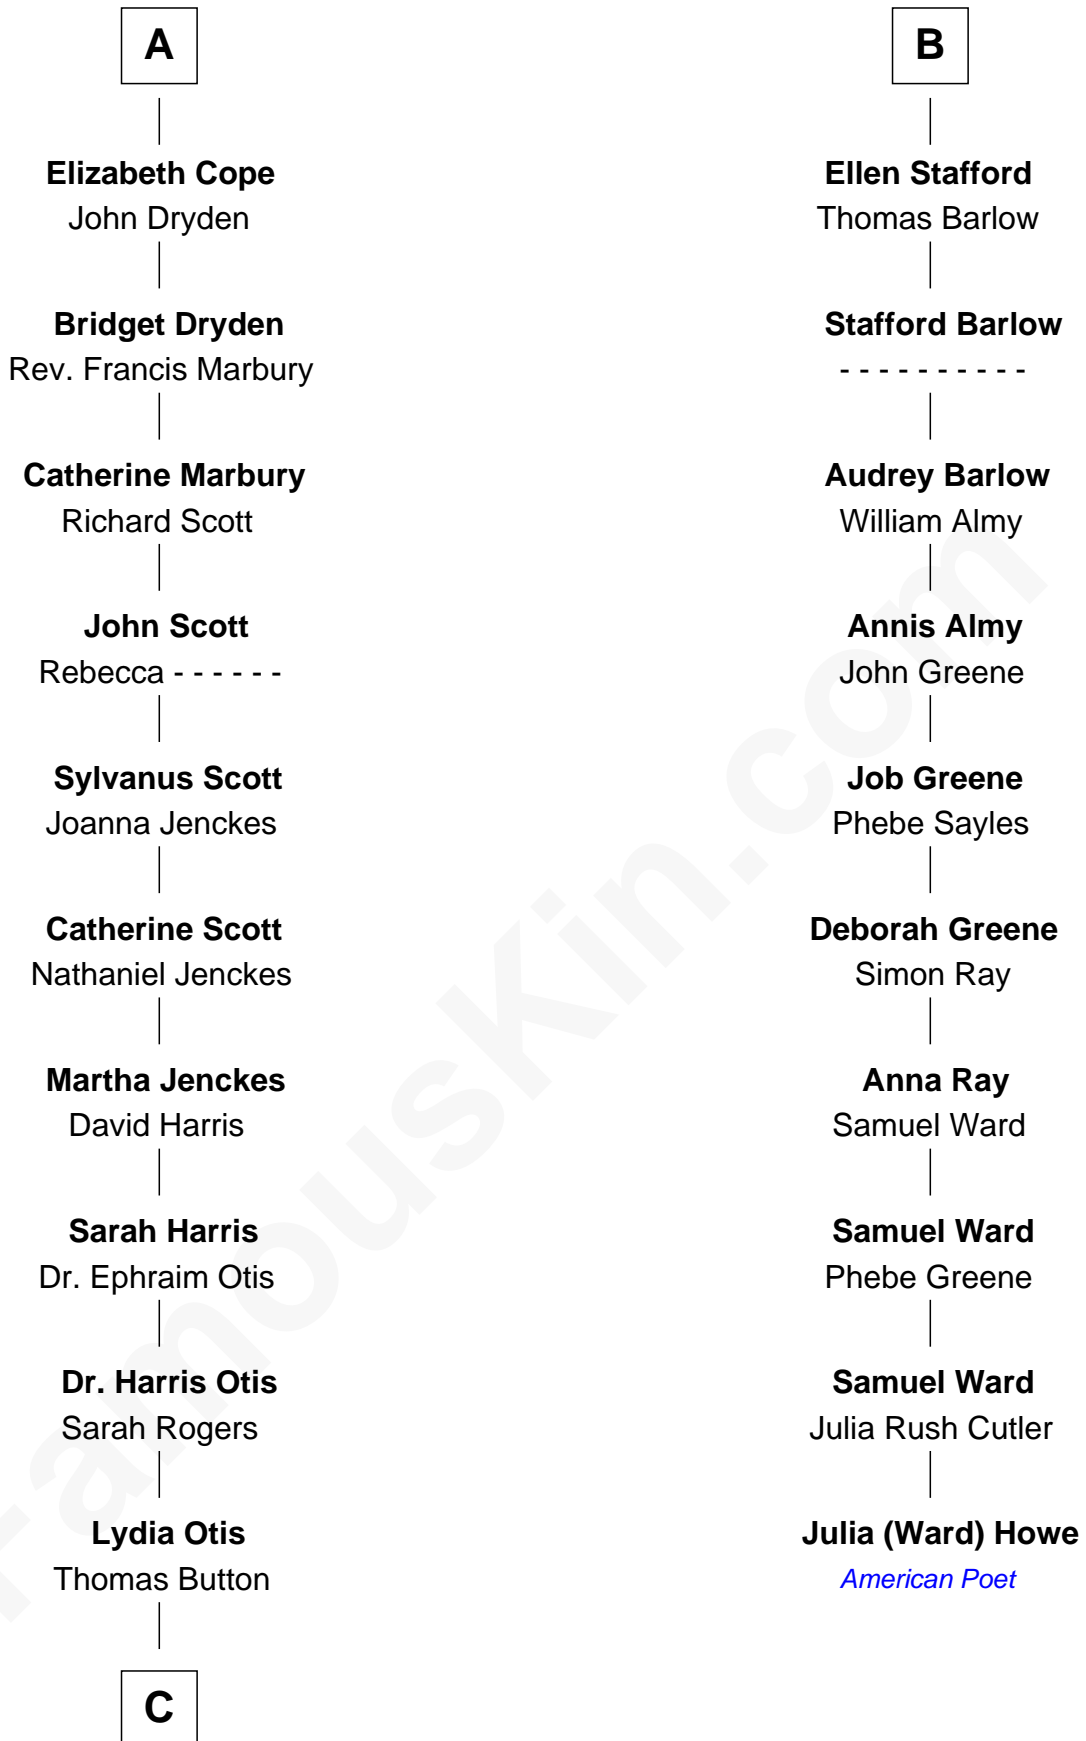 A
Elizabeth Cope
John Dryden
Bridget Dryden
Rev. Francis Marbury
Catherine Marbury
Richard Scott
John Scott
Rebecca - - - - - -
Sylvanus Scott
Joanna Jenckes
Catherine Scott
Nathaniel Jenckes
Martha Jenckes
David Harris
Sarah Harris
Dr. Ephraim Otis
Dr. Harris Otis
Sarah Rogers
Lydia Otis
Thomas Button
C
B
Ellen Stafford
Thomas Barlow
Stafford Barlow
- - - - - - - - - -
Audrey Barlow
William Almy
Annis Almy
John Greene
Job Greene
Phebe Sayles
Deborah Greene
Simon Ray
Anna Ray
Samuel Ward
Samuel Ward
Phebe Greene
Samuel Ward
Julia Rush Cutler
Julia (Ward) Howe
American Poet
FamousKin.com